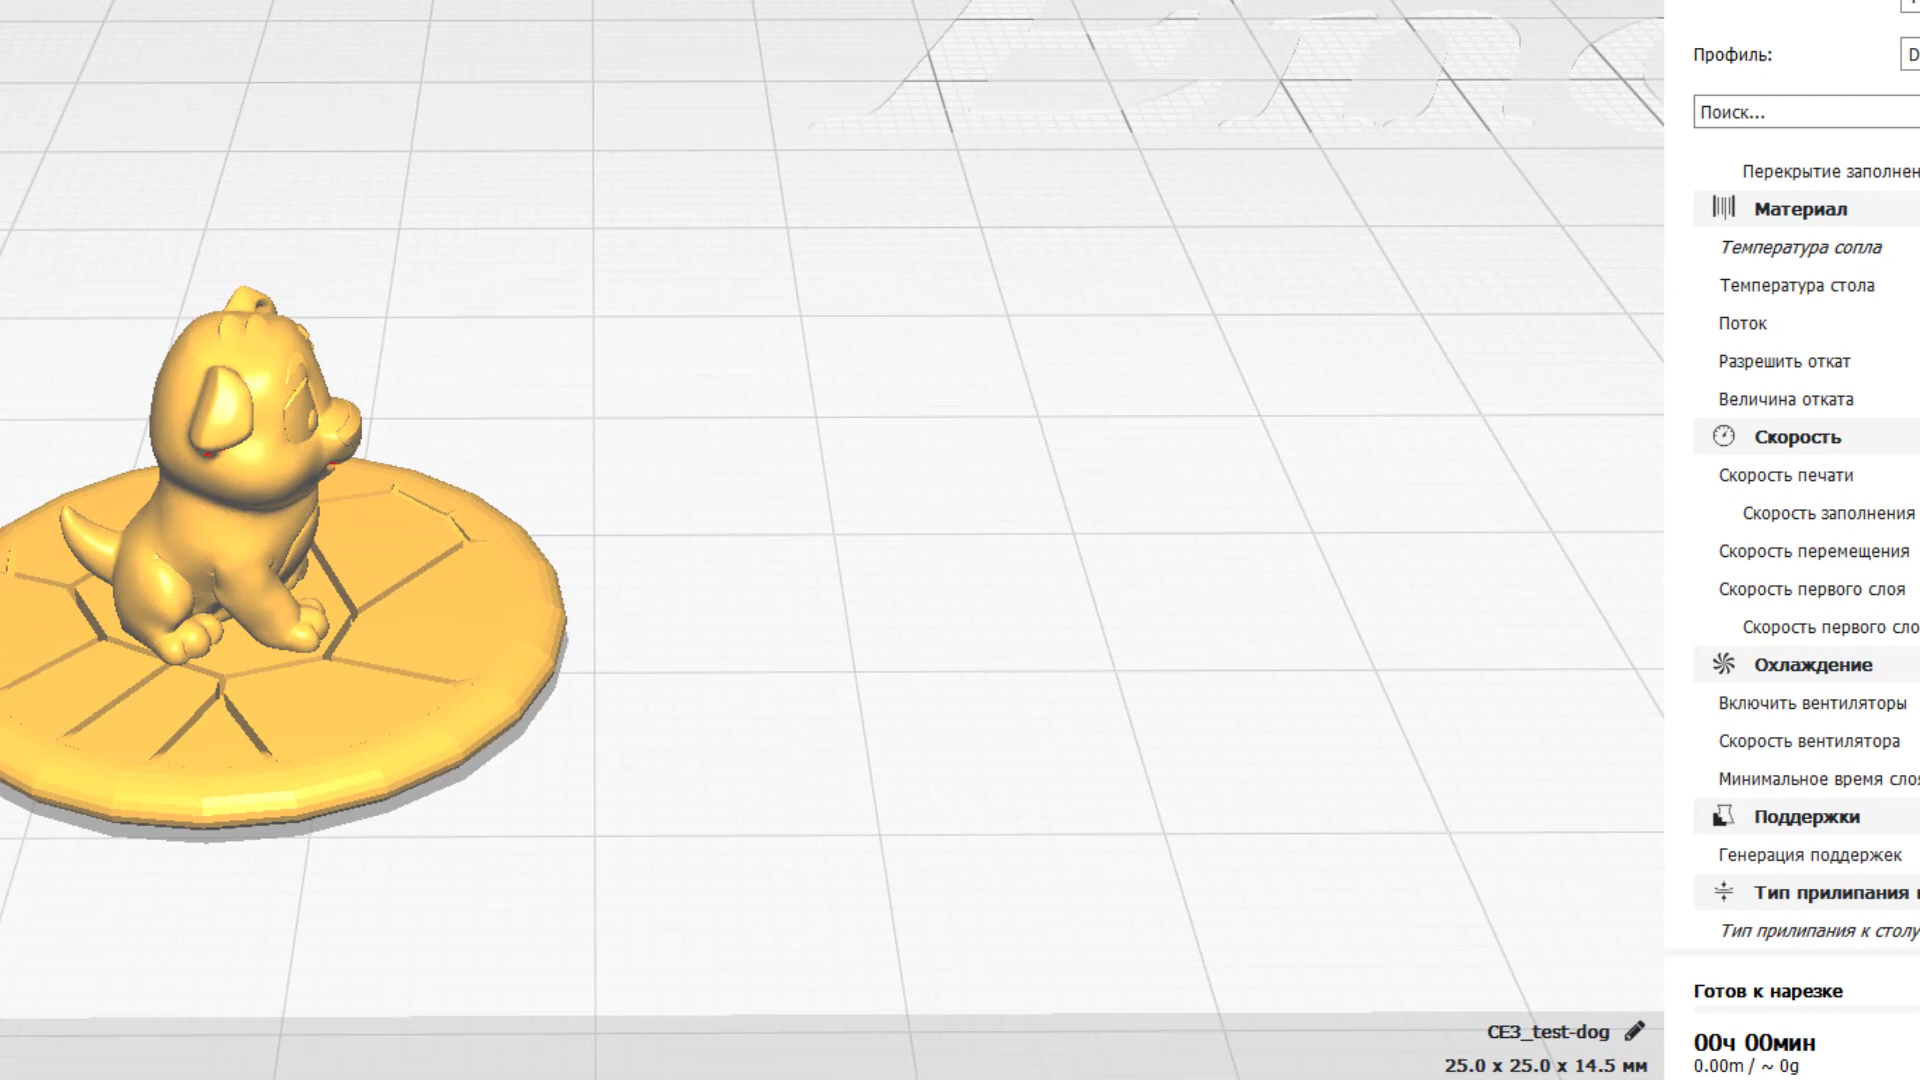 Профиль:
D
Поиск...
Перекрытие заполнен
Материал
Температура сопла
Температура стола
Поток
Разрешить откат
Величина отката
Скорость
Скорость печати
Скорость заполнения
Скорость перемещения
Скорость первого слоя
Скорость первого сло
Охлаждение
Включить вентиляторы
Скорость вентилятора
Минимальное время слоя
Поддержки
Генерация поддержек
Тип прилипания
Тип прилипания к столу
Готов к нарезке
CE3_test-dog
00ч 00мин
25.0 x 25.0 x 14.5 мм
0.00m / ~ 0g